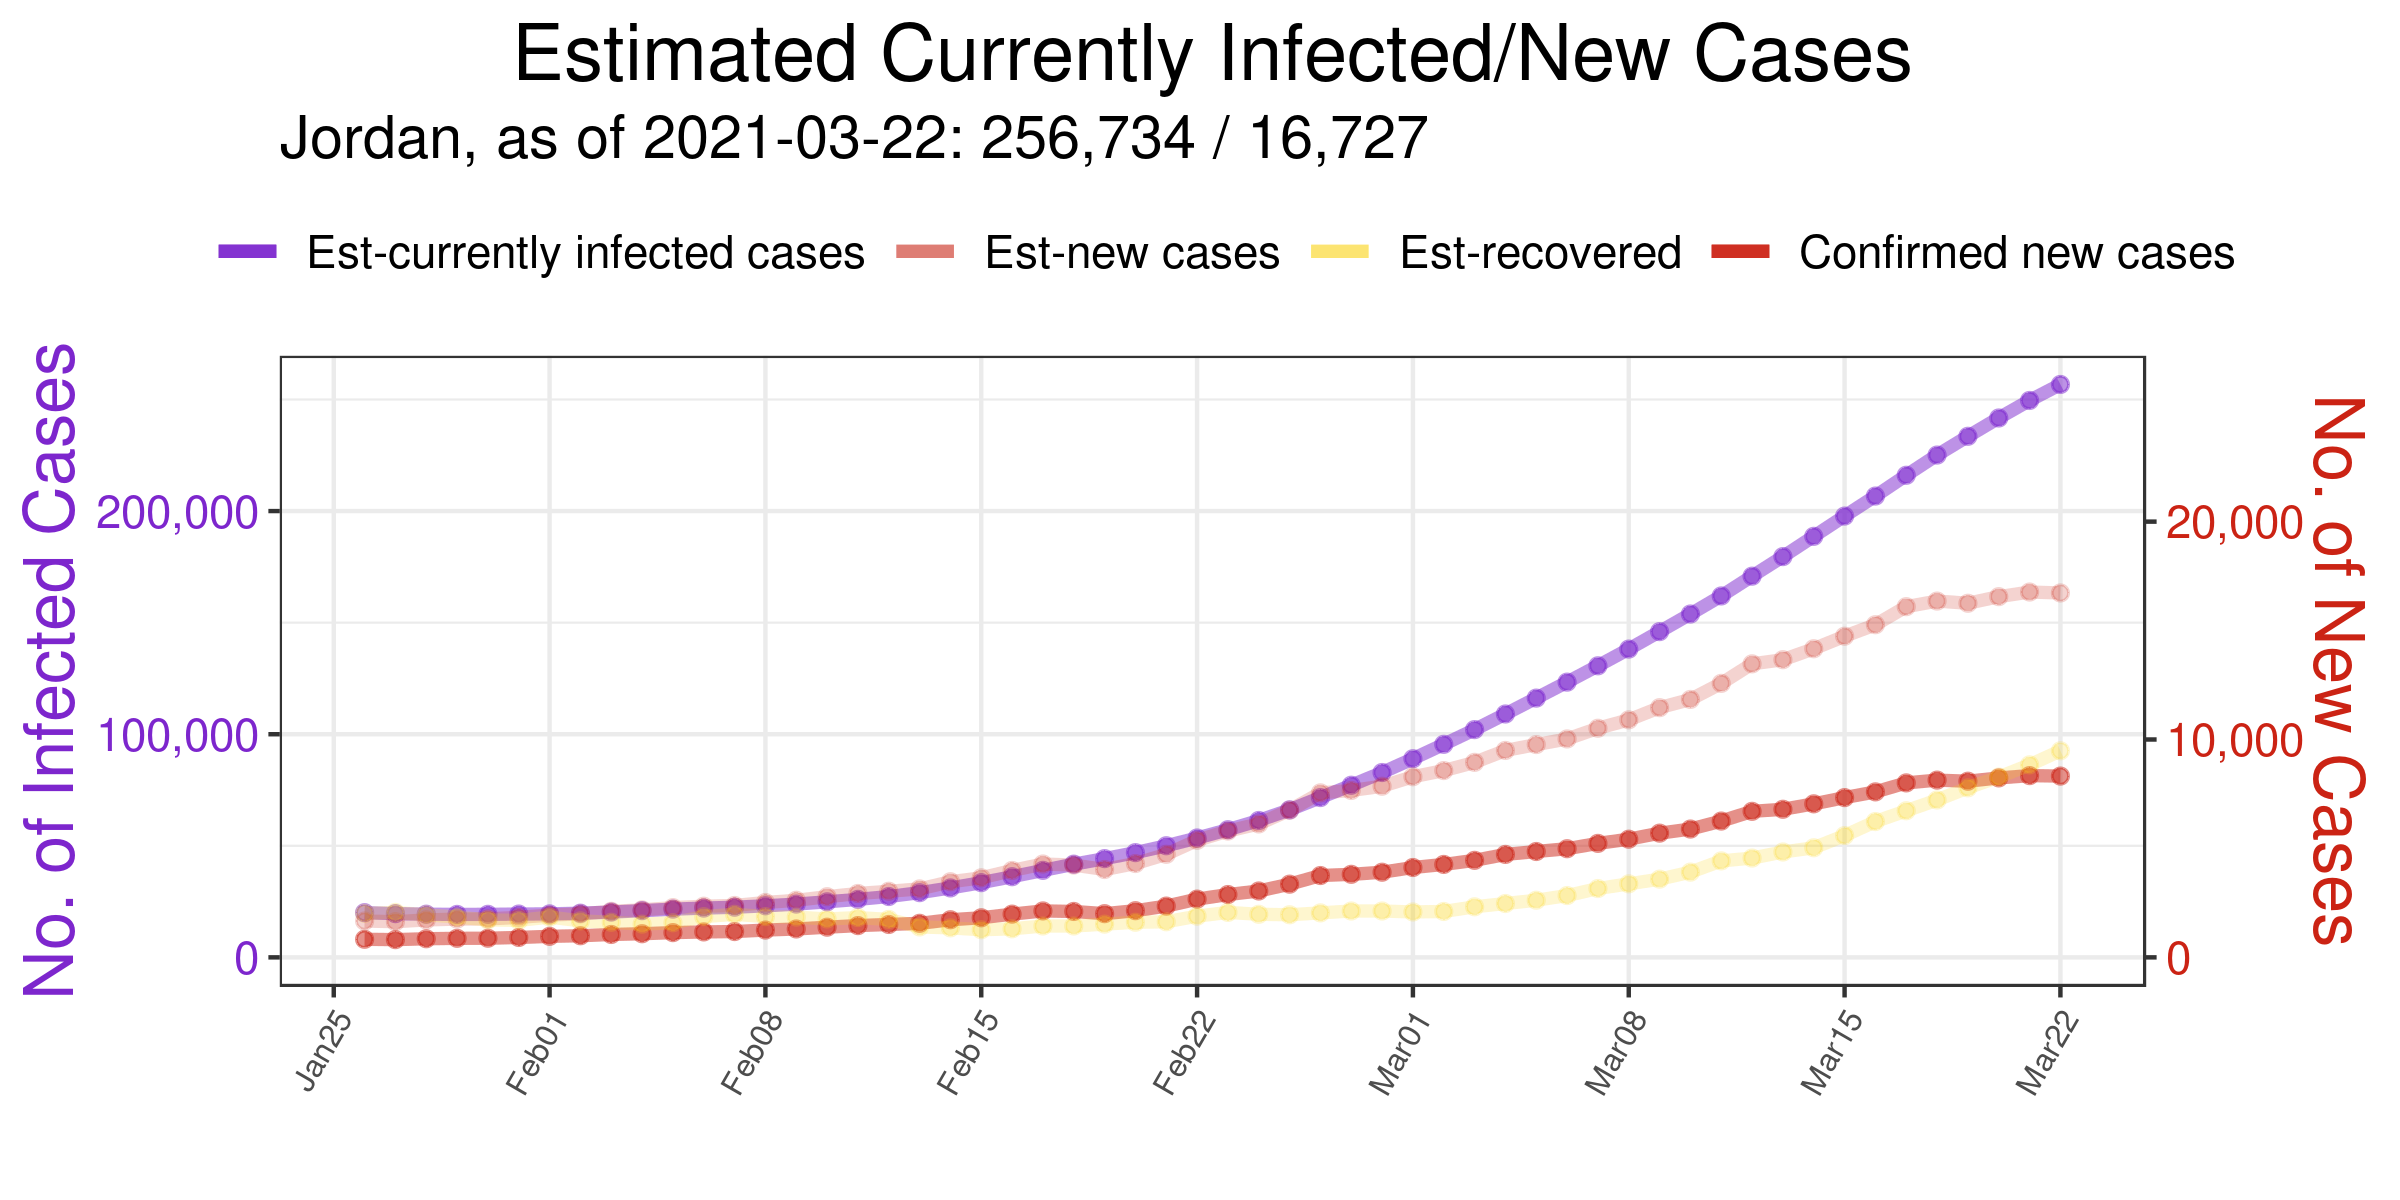 Estimated Currently Infected/New Cases
Jordan, as of 2021-03-22: 256,734 / 16,727
Est-currently infected cases Est-new cases Est-recovered Confirmed new cases
No. of Infected Cases
200,000
100,000
0
20,000
10,000
0
No. of New Cases
Jan25 Feb01 Feb08 Feb15 Feb22 Mar01 Mar08 Mar15 Mar22